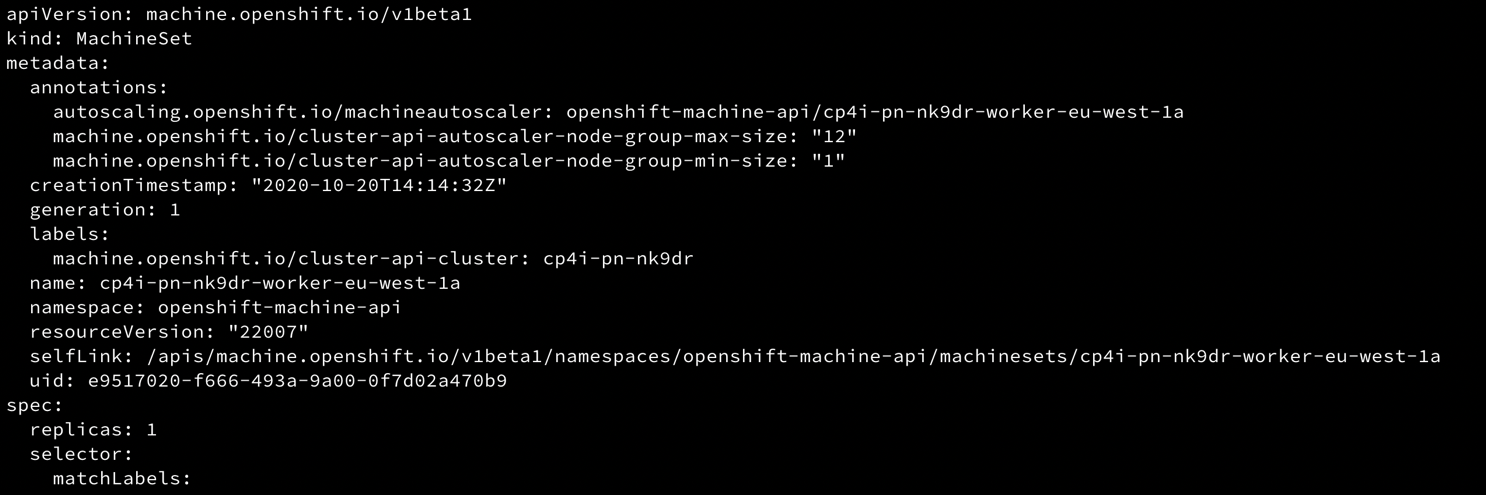 apiVersion: machine.openshift.io/v1beta1
kind: MachineSet
metadata:
  annotations:
    autoscaling.openshift.io/machineautoscaler: openshift-machine-api/cp4i-pn-nk9dr-worker-eu-west-1a
    machine.openshift.io/cluster-api-autoscaler-node-group-max-size: "12"
    machine.openshift.io/cluster-api-autoscaler-node-group-min-size: "1"
  creationTimestamp: "2020-10-20T14:14:32Z"
  generation: 1
  labels:
    machine.openshift.io/cluster-api-cluster: cp4i-pn-nk9dr
  name: cp4i-pn-nk9dr-worker-eu-west-1a
  namespace: openshift-machine-api
  resourceVersion: "22007"
  selfLink: /apis/machine.openshift.io/v1beta1/namespaces/openshift-machine-api/machinesets/cp4i-pn-nk9dr-worker-eu-west-1a
  uid: e9517020-f666-493a-9a00-0f7d02a470b9
spec:
  replicas: 1
  selector:
    matchLabels: